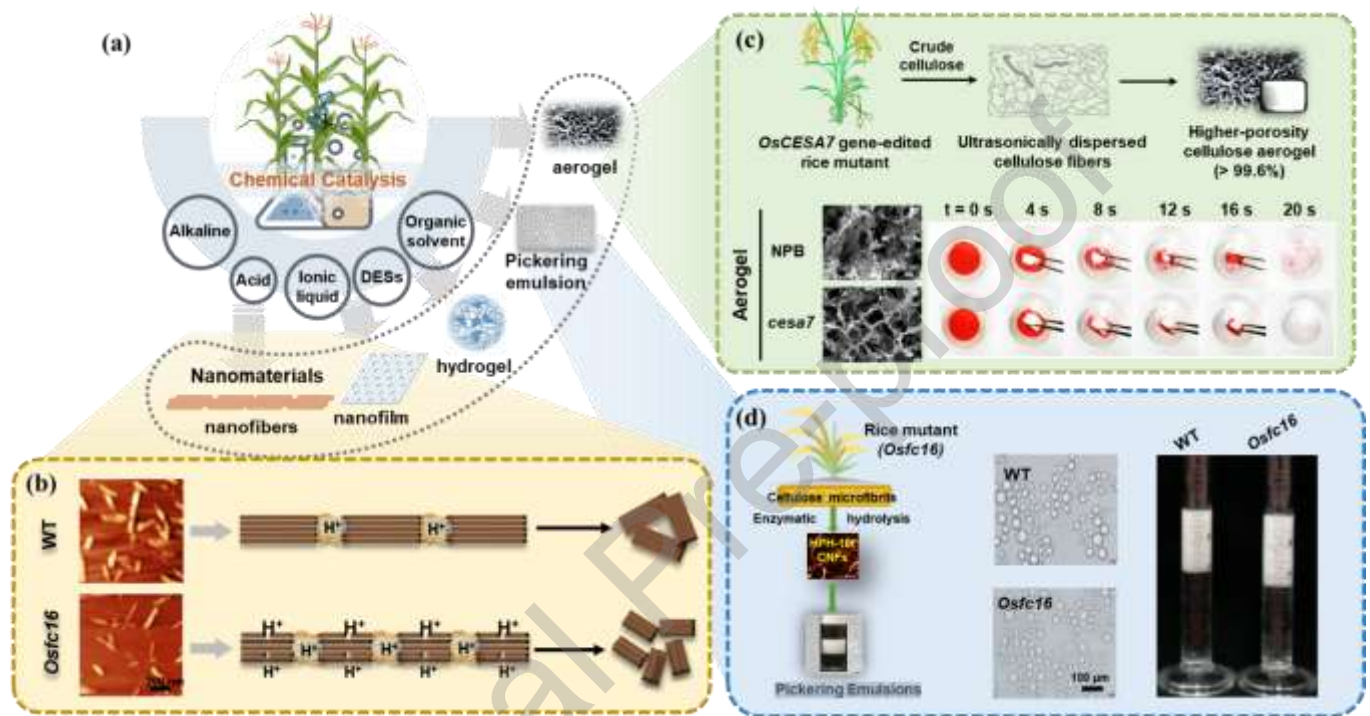 (a)
Chemical Catalysis
Alkaline
Acid
Ionic
liquid
DESs
Organic
solvent
aerogel
Pickering
emulsion
hydrogel
Nanomaterials
nanofibers
nanofilm
(b)
WT
H⁺ H⁺
Osfc16
H⁺ H⁺ H⁺ H⁺
H⁺ H⁺ H⁺
H⁺ H⁺ H⁺ H⁺
(c)
Crude
cellulose
OsCESA7 gene-edited
rice mutant
Ultrasonically dispersed
cellulose fibers
Higher-porosity
cellulose aerogel
(> 99.6%)
t = 0 s 4 s 8 s 12 s 16 s 20 s
Aerogel
NPB
cesa7
(d)
Rice mutant
(Osfc16)
Cellulose microfibrils
Enzymatic hydrolysis
CNFs
Pickering Emulsions
WT
Osfc16
100 μm
WT Osfc16